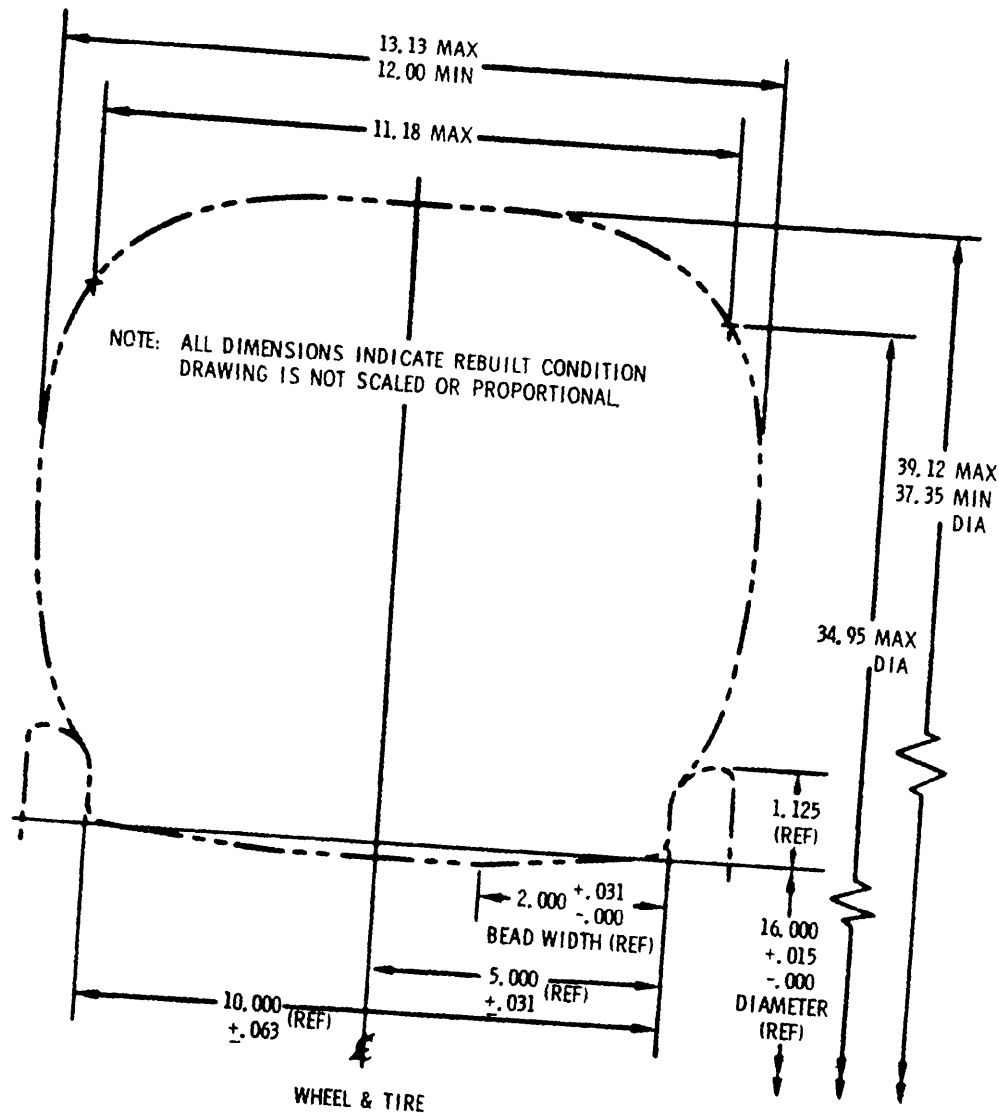 13.13 MAX
12.00 MIN
11.18 MAX
NOTE: ALL DIMENSIONS INDICATE REBUILT CONDITION
DRAWING IS NOT SCALED OR PROPORTIONAL
39.12 MAX
37.35 MIN
DIA
34.95 MAX
DIA
1.125
(REF)
2.000 +.031
-.000
BEAD WIDTH (REF)
16.000
+.015
-.000
DIAMETER
(REF)
5.000 (REF)
±.031
10.000 (REF)
±.063
WHEEL & TIRE